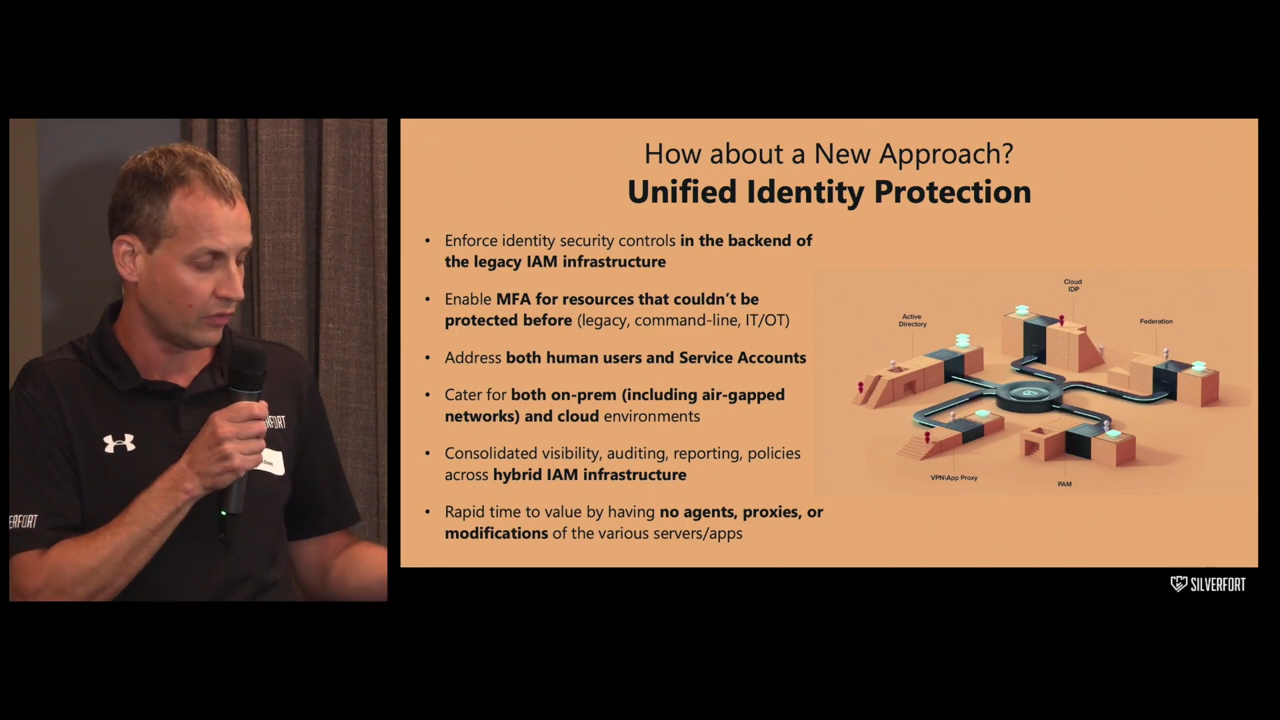 How about a New Approach?
Unified Identity Protection
• Enforce identity security controls in the backend of
the legacy IAM infrastructure
• Enable MFA for resources that couldn't be
protected before (legacy, command-line, IT/OT)
• Address both human users and Service Accounts
• Cater for both on-prem (including air-gapped
networks) and cloud environments
• Consolidated visibility, auditing, reporting, policies
across hybrid IAM infrastructure
• Rapid time to value by having no agents, proxies, or
modifications of the various servers/apps
Cloud
IDP
Active
Directory
Federation
VPN\App Proxy
PAM
SILVERFORT
ERFORT
ERFORT